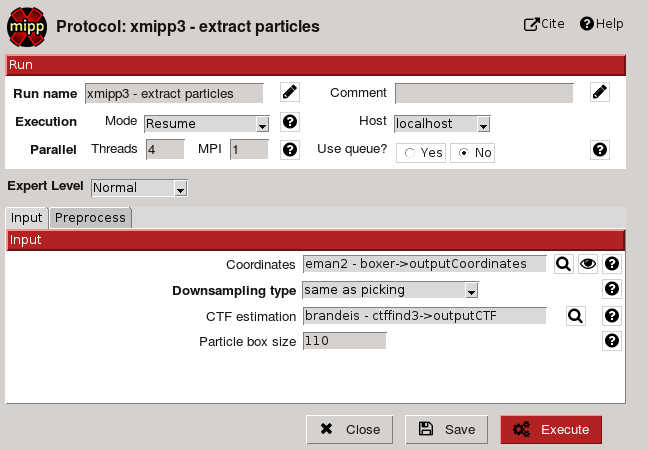 mipp Protocol: xmipp3 - extract particles Cite Help
Run
Run name xmipp3 - extract particles Comment
Execution Mode Resume Host localhost
Parallel Threads 4 MPI 1 Use queue? Yes No
Expert Level Normal
Input Preprocess
Input
Coordinates eman2 - boxer->outputCoordinates
Downsampling type same as picking
CTF estimation brandeis - ctffind3->outputCTF
Particle box size 110
Close Save Execute